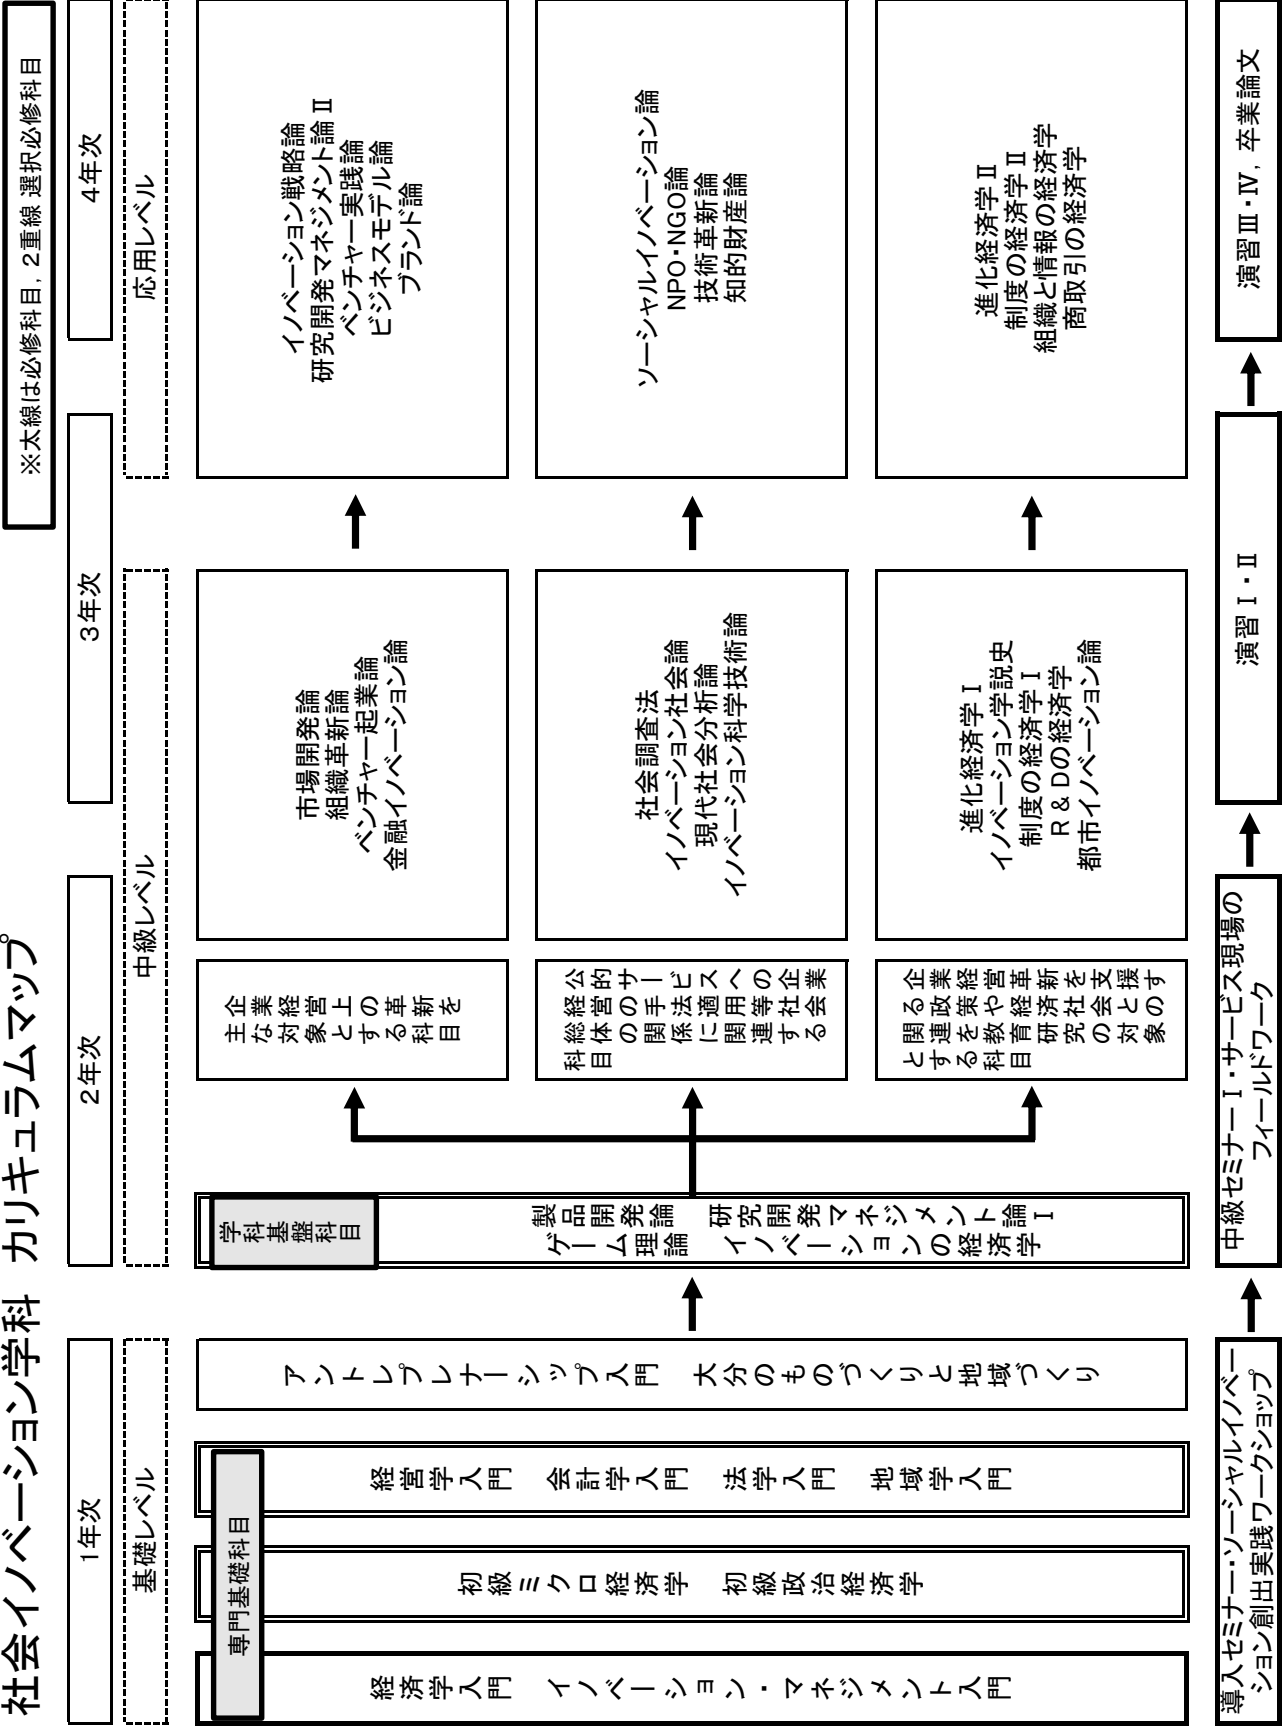 社会イノベーション学科 カリキュラムマップ
※太線は必修科目，２重線 選択必修科目
1年次
2年次
3年次
4年次
基礎レベル
中級レベル
応用レベル
専門基礎科目
経済学入門 イノベーション・マネジメント入門
初級ミクロ経済学 初級政治経済学
経営学入門 会計学入門 法学入門 地域学入門
アントレプレナーシップ入門 大分のものづくりと地域づくり
学科基盤科目
製品開発論 研究開発マネジメント論Ⅰ
ゲーム理論 イノベーションの経済学
企業経営上の革新を
主な対象とする科目
市場開発論
組織革新論
ベンチャー起業論
金融イノベーション論
イノベーション戦略論
研究開発マネジメント論Ⅱ
ベンチャー実践論
ビジネスモデル論
ブランド論
公的サービスへの企業
経営の手法適用等社会
総体の関係に関連する
科目
社会調査法
イノベーション社会論
現代社会分析論
イノベーション科学技術論
ソーシャルイノベーション論
NPO・NGO論
技術革新論
知的財産論
企業経営革新を支援す
る政策や経済社会との
関連を教育研究の対象
とする科目
進化経済学Ⅰ
イノベーション学説史
制度の経済学Ⅰ
Ｒ＆Ｄの経済学
都市イノベーション論
進化経済学Ⅱ
制度の経済学Ⅱ
組織と情報の経済学
商取引の経済学
導入セミナー・ソーシャルイノベー
ション創出実践ワークショップ
中級セミナーⅠ・サービス現場の
フィールドワーク
演習Ⅰ・Ⅱ
演習Ⅲ・Ⅳ，卒業論文